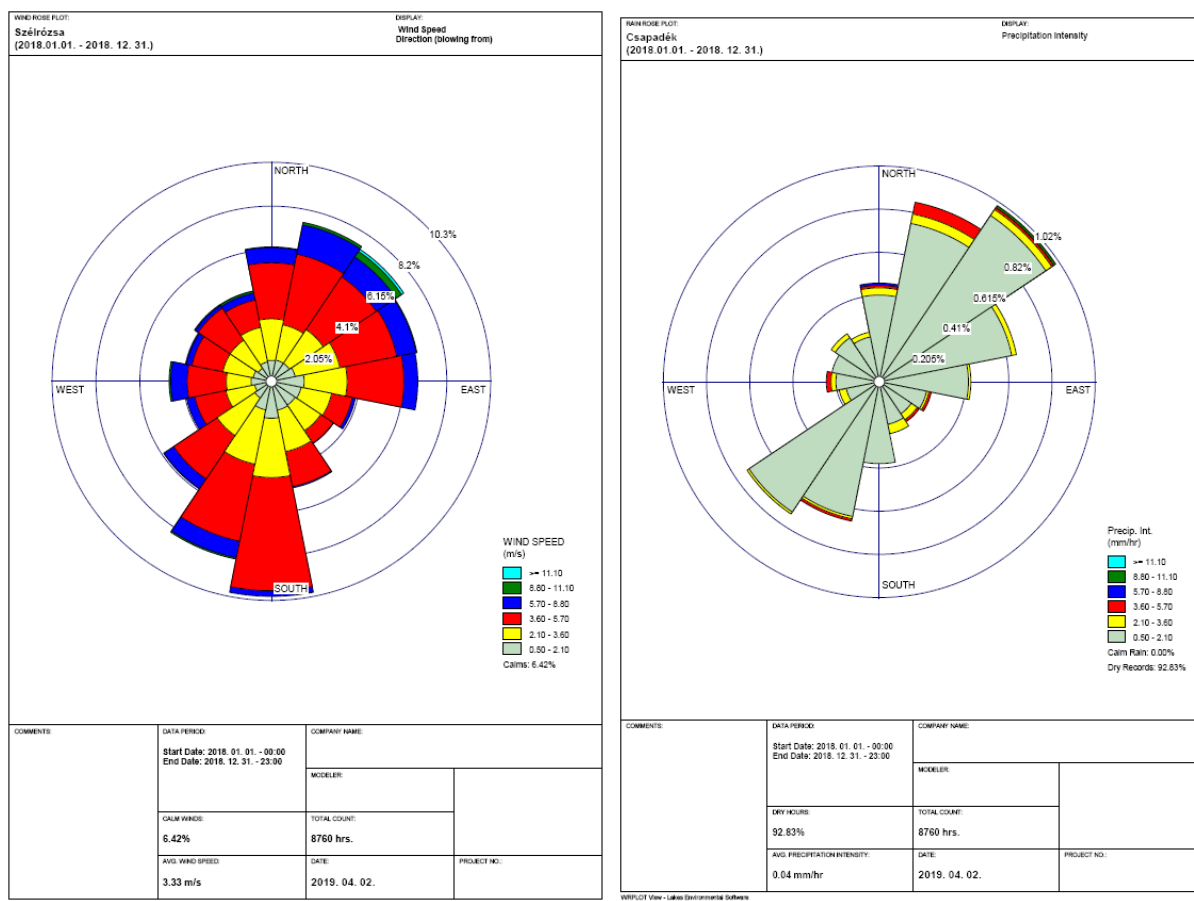 WIND ROSE PLOT:
Szélrózsa
(2018.01.01. - 2018. 12. 31.)
DISPLAY:
Wind Speed
Direction (blowing from)
NORTH
10.3%
8.2%
6.15%
4.1%
2.05%
WEST
EAST
SOUTH
WIND SPEED
(m/s)
>= 11.10
8.80 - 11.10
5.70 - 8.80
3.60 - 5.70
2.10 - 3.60
0.50 - 2.10
Calms: 6.42%
COMMENTS:
DATA PERIOD:
Start Date: 2018. 01. 01. - 00:00
End Date: 2018. 12. 31. - 23:00
COMPANY NAME:
MODELER:
CALM WINDS:
6.42%
TOTAL COUNT:
8760 hrs.
AVG. WIND SPEED:
3.33 m/s
DATE:
2019. 04. 02.
PROJECT NO.:
RAIN ROSE PLOT:
Csapadék
(2018.01.01. - 2018. 12. 31.)
DISPLAY:
Precipitation Intensity
NORTH
1.02%
0.82%
0.615%
0.41%
0.205%
WEST
EAST
SOUTH
Precip. Int.
(mm/hr)
>= 11.10
8.80 - 11.10
5.70 - 8.80
3.60 - 5.70
2.10 - 3.60
0.50 - 2.10
Calm Rain: 0.00%
Dry Records: 92.83%
COMMENTS:
DATA PERIOD:
Start Date: 2018. 01. 01. - 00:00
End Date: 2018. 12. 31. - 23:00
COMPANY NAME:
MODELER:
DRY HOURS:
92.83%
TOTAL COUNT:
8760 hrs.
AVG. PRECIPITATION INTENSITY:
0.04 mm/hr
DATE:
2019. 04. 02.
PROJECT NO.:
WRPLOT View - Lakes Environmental Software